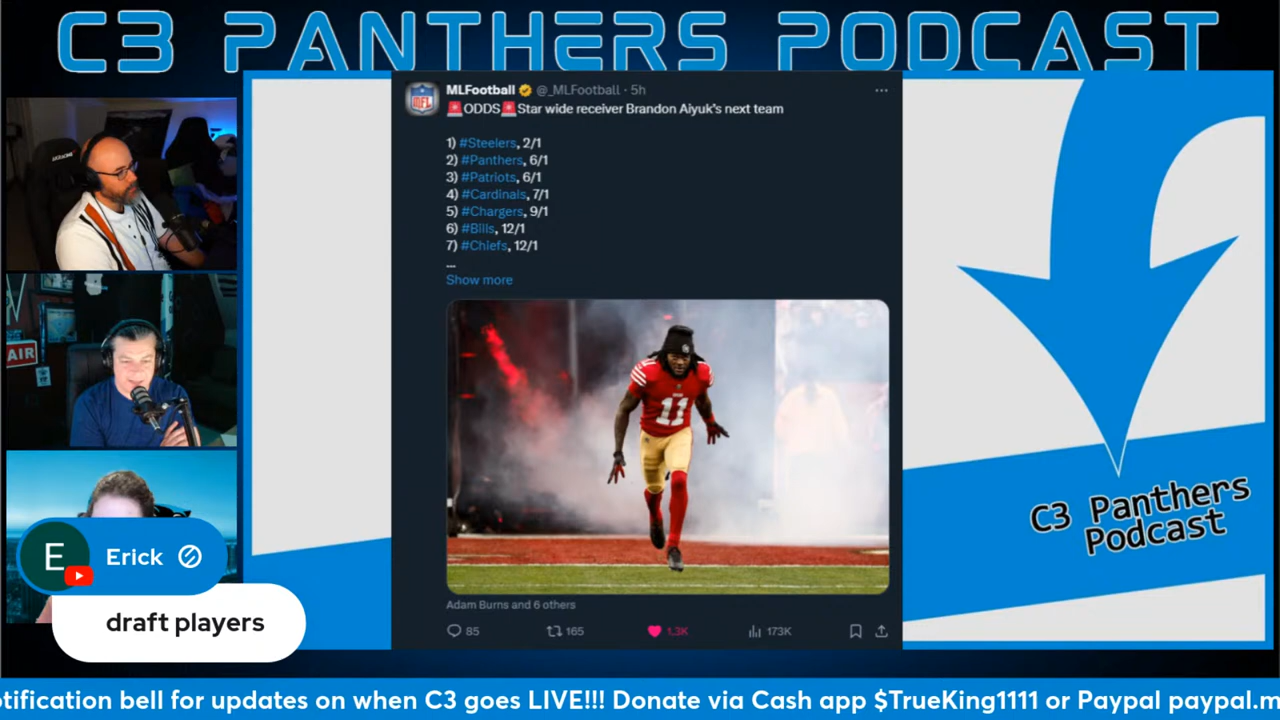 C3 PANTHERS PODCAST
MLFootball @_MLFootball · 5h
🚨ODDS🚨Star wide receiver Brandon Aiyuk's next team
1) #Steelers, 2/1
2) #Panthers, 6/1
3) #Patriots, 6/1
4) #Cardinals, 7/1
5) #Chargers, 9/1
6) #Bills, 12/1
7) #Chiefs, 12/1
...
Show more
11
AIR
Adam Burns and 6 others
85 165 1,3K 173K
C3 Panthers
Podcast
E Erick
draft players
otification bell for updates on when C3 goes LIVE!!! Donate via Cash app $TrueKing1111 or Paypal paypal.m